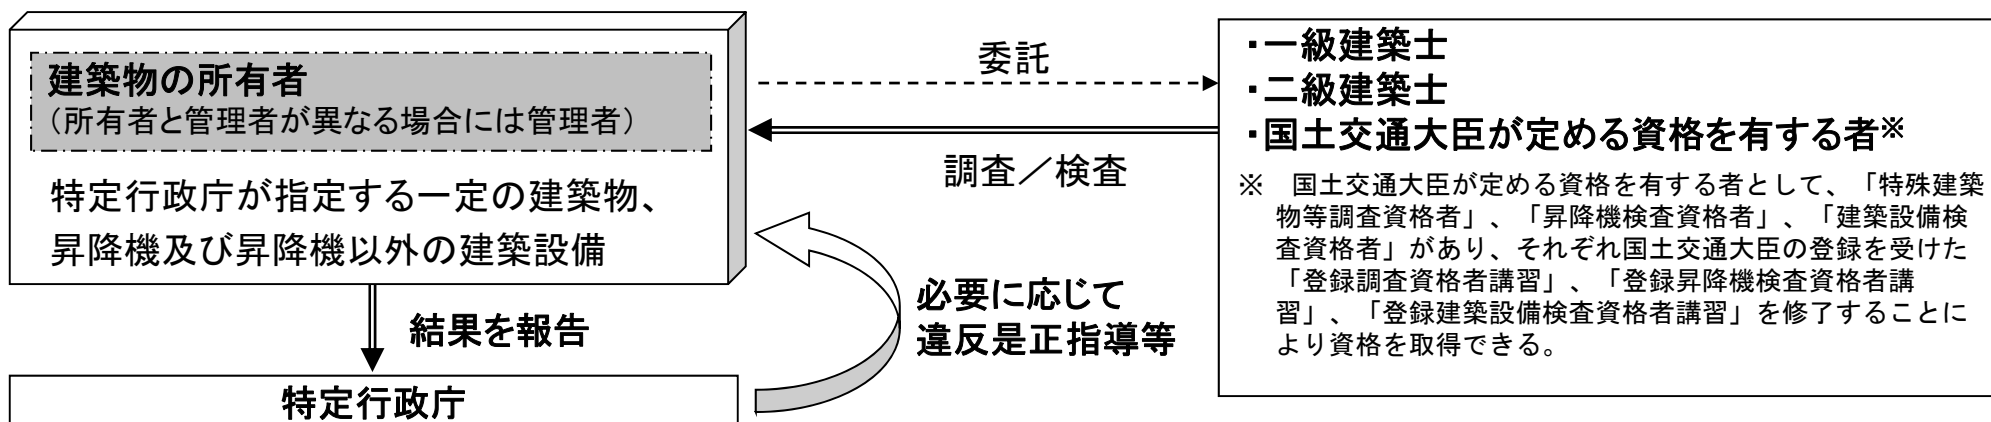 建築物の所有者
（所有者と管理者が異なる場合には管理者）
特定行政庁が指定する一定の建築物、
昇降機及び昇降機以外の建築設備
委託
調査／検査
・一級建築士
・二級建築士
・国土交通大臣が定める資格を有する者※
※　国土交通大臣が定める資格を有する者として、「特殊建築
物等調査資格者」、「昇降機検査資格者」、「建築設備検
査資格者」があり、それぞれ国土交通大臣の登録を受けた
「登録調査資格者講習」、「登録昇降機検査資格者講
習」、「登録建築設備検査資格者講習」を修了することに
より資格を取得できる。
結果を報告
必要に応じて
違反是正指導等
特定行政庁